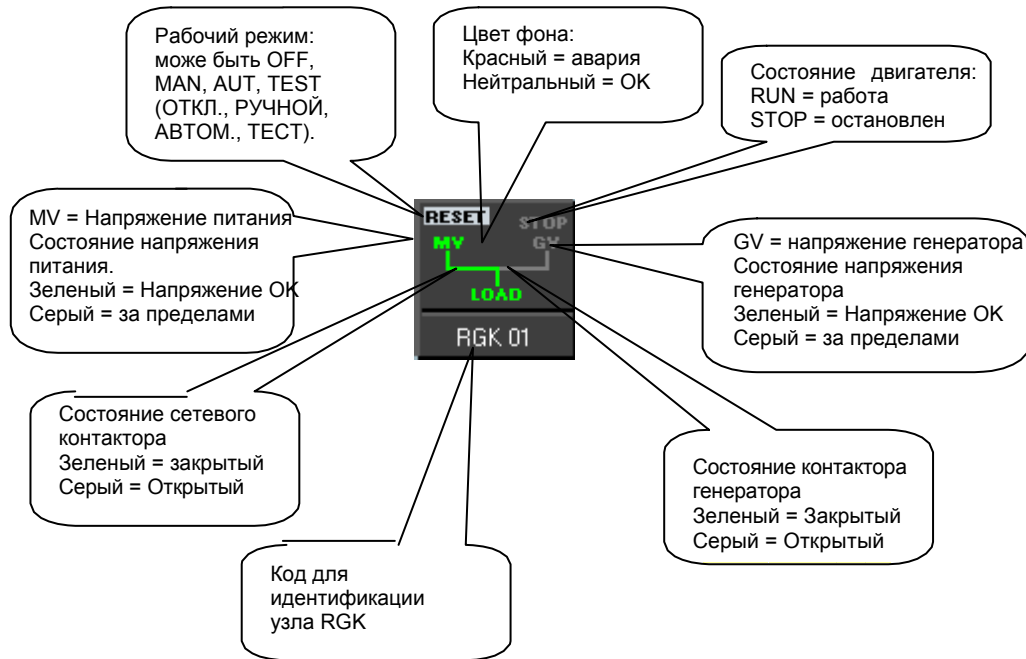 Рабочий режим:
може быть OFF,
MAN, AUT, TEST
(ОТКЛ., РУЧНОЙ,
АВТОМ., ТЕСТ).
Цвет фона:
Красный = авария
Нейтральный = OK
Состояние двигателя:
RUN = работа
STOP = остановлен
MV = Напряжение питания
Состояние напряжения
питания.
Зеленый = Напряжение OK
Серый = за пределами
RESET
STOP
MV
GV
LOAD
RGK 01
GV = напряжение генератора
Состояние напряжения
генератора
Зеленый = Напряжение OK
Серый = за пределами
Состояние сетевого
контактора
Зеленый = закрытый
Серый = Открытый
Состояние контактора
генератора
Зеленый = Закрытый
Серый = Открытый
Код для
идентификации
узла RGK